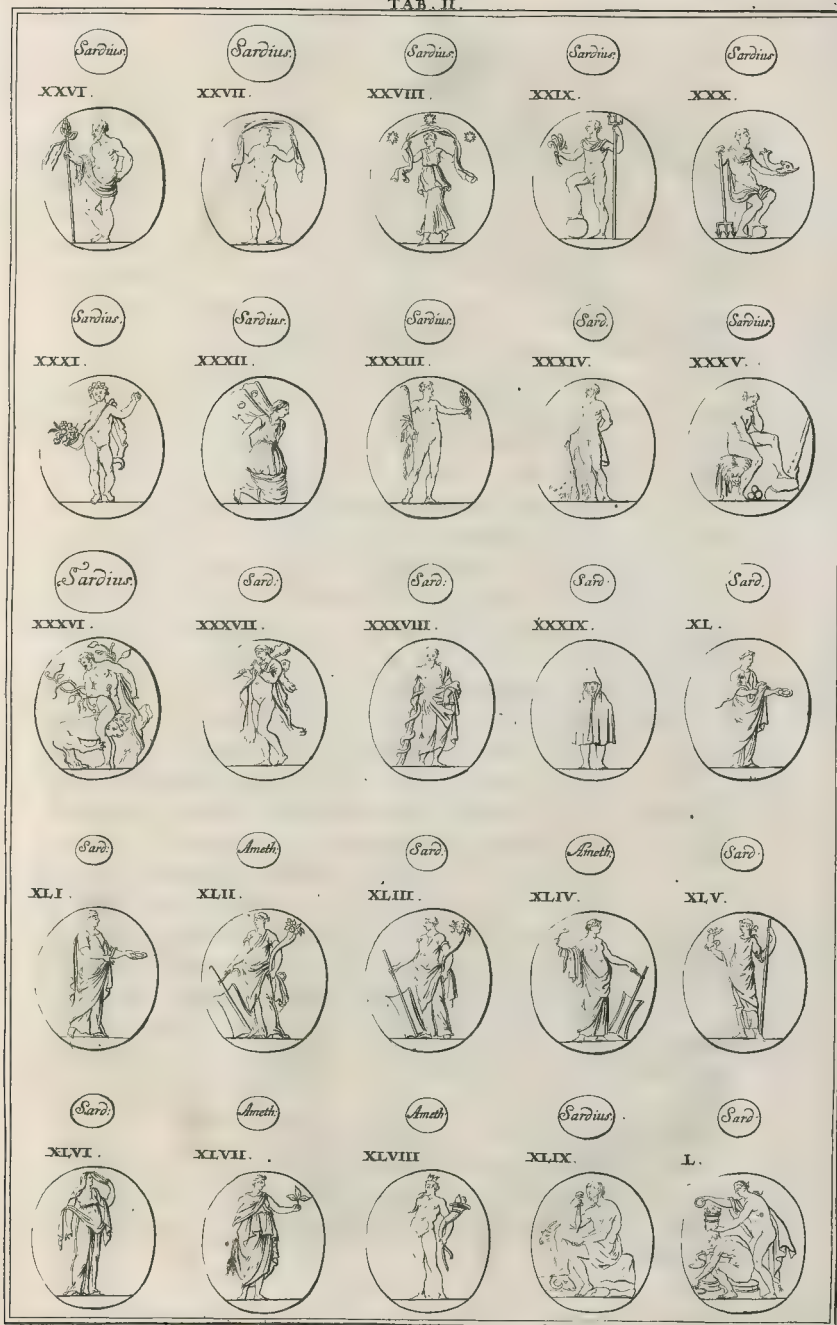 TAB. II.
Sardius. Sardius. Sardius. Sardius. Sardius
XXVI. XXVII. XXVIII. XXIX. XXX.
Sardius. Sardius. Sardius. Sard. Sardius.
XXXI. XXXII. XXXIII. XXXIV. XXXV.
Sardius. Sard: Sard: Sard. Sard.
XXXVI. XXXVII. XXXVIII. XXXIX. XL.
Sard: Ameth: Sard. Ameth: Sard.
XLI. XLII. XLIII. XLIV. XLV.
Sard: Ameth: Ameth: Sardius. Sard.
XLVI. XLVII. XLVIII XLIX. L.